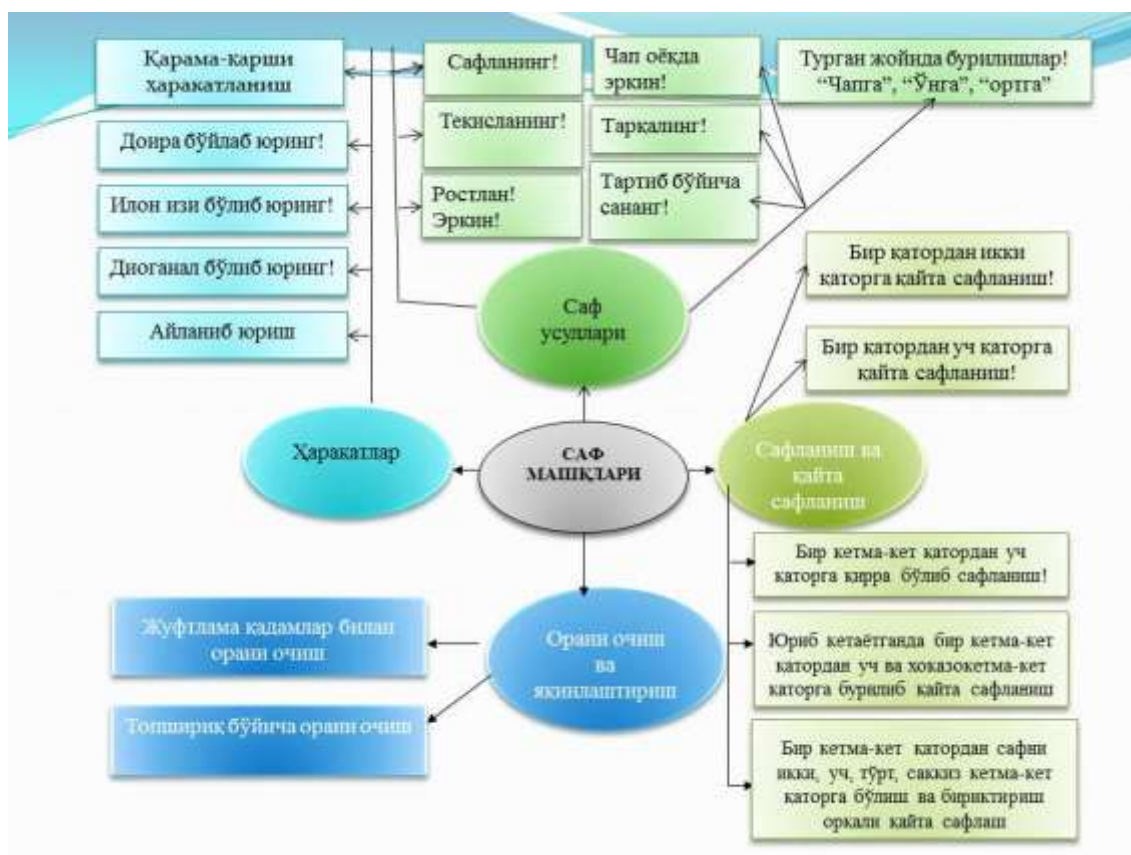 Қарама-қарши
ҳаракатланиш
Доира бўйлаб юринг!
Илон изи бўлиб юринг!
Диоганал бўлиб юринг!
Айланиб юриш
Сафланинг!
Текисланинг!
Ростлан!
Эркин!
Чап оёқда
эркин!
Тарқалинг!
Тартиб бўйича
сананг!
Турган жойнда бурилишлар!
“Чапга”, “Ўнга”, “ортга”
Саф
усуллари
Бир қатордан икки
қаторга қайта сафланиш!
Бир қатордан уч қаторга
қайта сафланиш!
Ҳаракатлар
САФ
МАШҚЛАРИ
Сафланиш ва
қайта
сафланиш
Бир кетма-кет қатордан уч
қаторга қирра бўлиб сафланиш!
Юриб кетаётганда бир кетма-кет
қатордан уч ва хоказокетма-кет
қаторга бурилиб қайта сафланиш
Бир кетма-кет қатордан сафни
икки, уч, тўрт, саккиз кетма-кет
қаторга бўлиш ва бириктириш
орқали қайта сафлаш
Орани очиш
ва
яқинлаштириш
Жуфтлама қадамлар билан
орани очиш
Топшириқ бўйича орани очиш